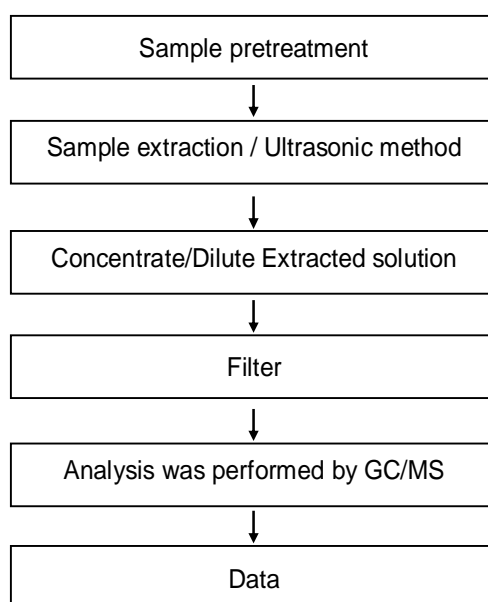 Sample pretreatment
Sample extraction / Ultrasonic method
Concentrate/Dilute Extracted solution
Filter
Analysis was performed by GC/MS
Data